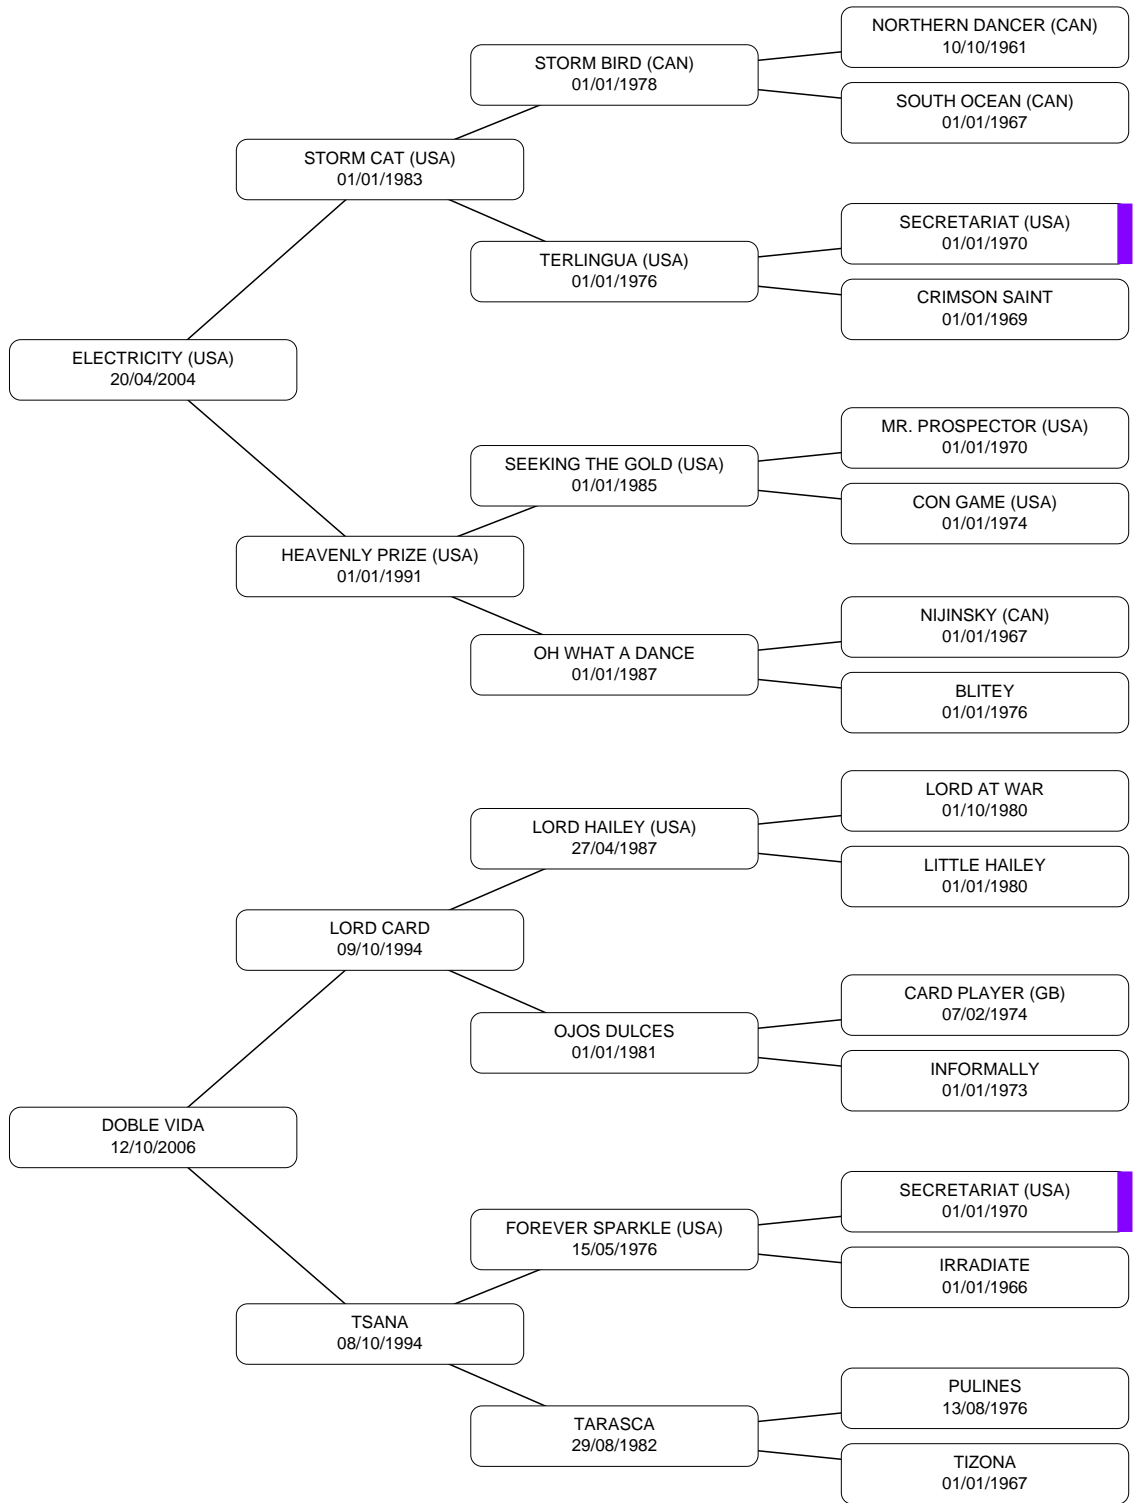 NORTHERN DANCER (CAN)
10/10/1961
STORM BIRD (CAN)
01/01/1978
SOUTH OCEAN (CAN)
01/01/1967
STORM CAT (USA)
01/01/1983
SECRETARIAT (USA)
01/01/1970
TERLINGUA (USA)
01/01/1976
CRIMSON SAINT
01/01/1969
ELECTRICITY (USA)
20/04/2004
MR. PROSPECTOR (USA)
01/01/1970
SEEKING THE GOLD (USA)
01/01/1985
CON GAME (USA)
01/01/1974
HEAVENLY PRIZE (USA)
01/01/1991
NIJINSKY (CAN)
01/01/1967
OH WHAT A DANCE
01/01/1987
BLITEY
01/01/1976
LORD AT WAR
01/10/1980
LORD HAILEY (USA)
27/04/1987
LITTLE HAILEY
01/01/1980
LORD CARD
09/10/1994
CARD PLAYER (GB)
07/02/1974
OJOS DULCES
01/01/1981
INFORMALLY
01/01/1973
DOBLE VIDA
12/10/2006
SECRETARIAT (USA)
01/01/1970
FOREVER SPARKLE (USA)
15/05/1976
IRRADIATE
01/01/1966
TSANA
08/10/1994
PULINES
13/08/1976
TARASCA
29/08/1982
TIZONA
01/01/1967